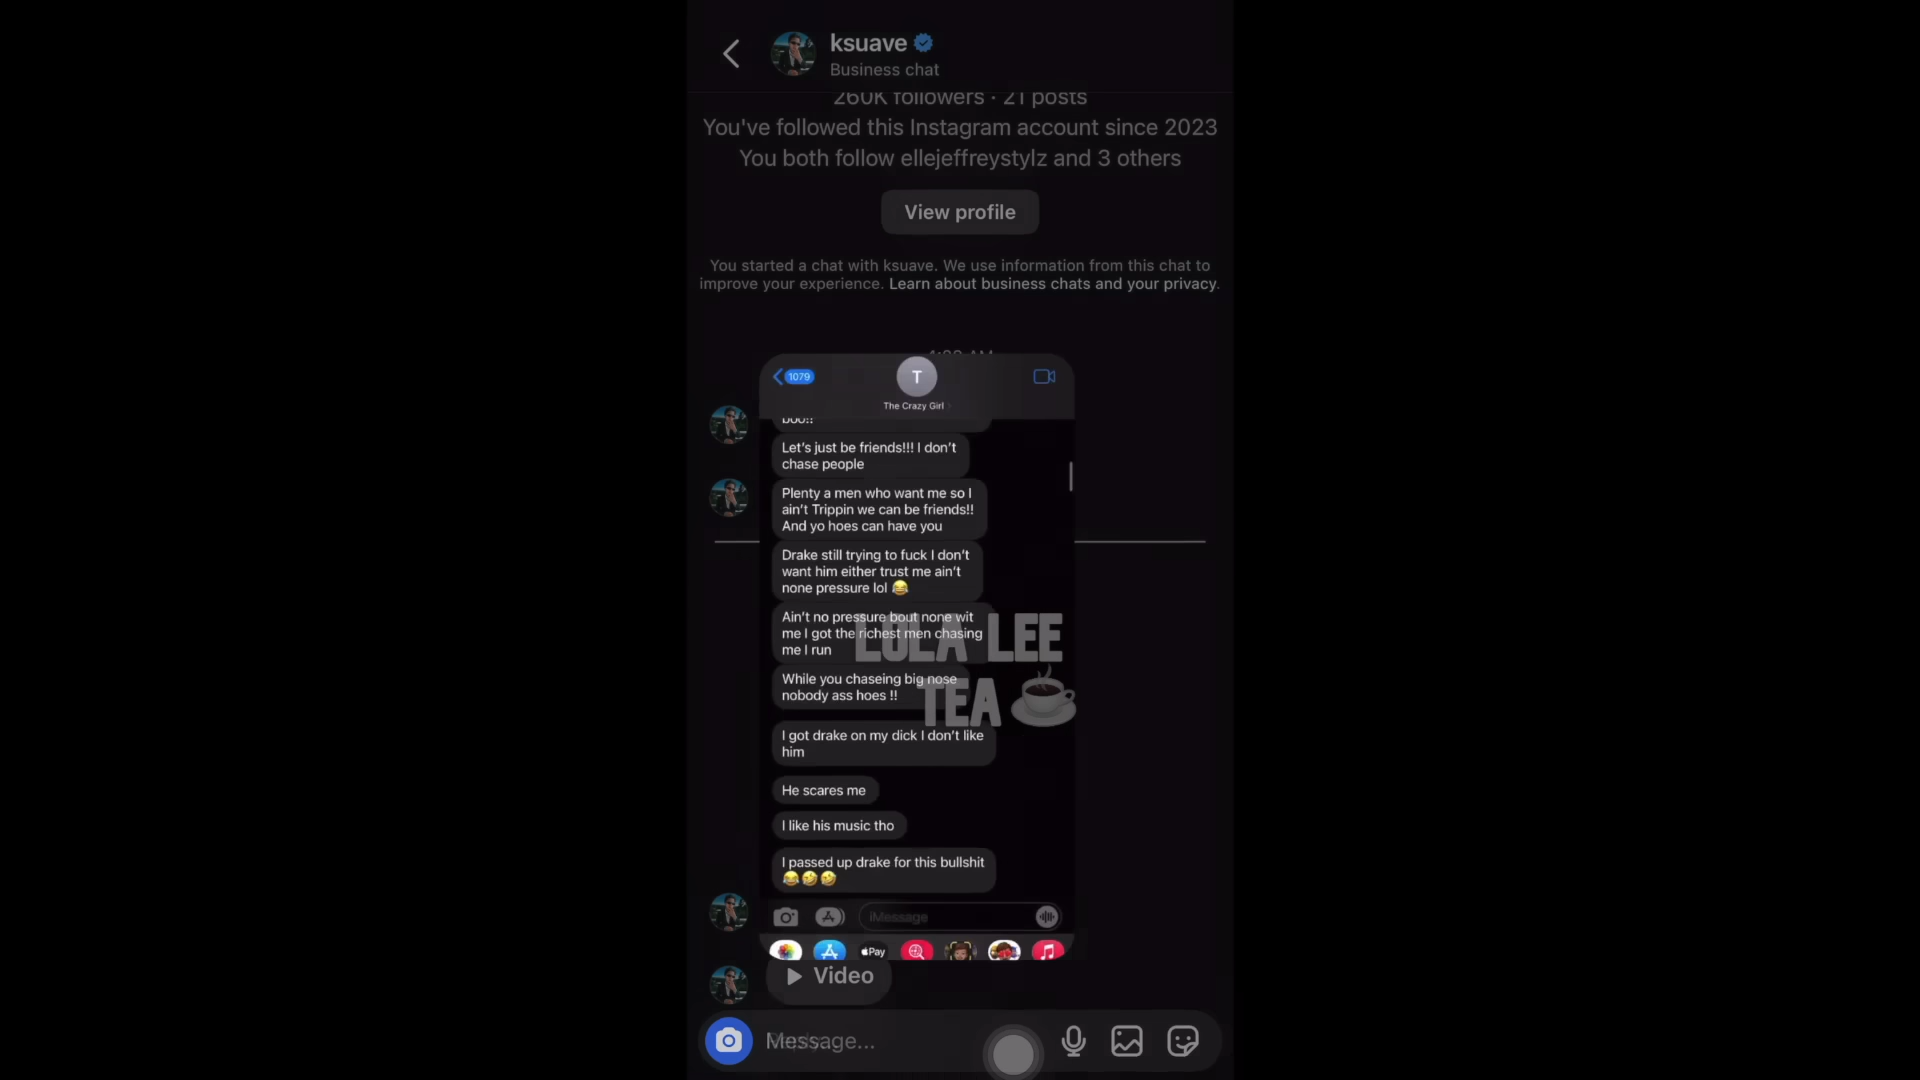 ksuave
Business chat
260K followers · 21 posts
You've followed this Instagram account since 2023
You both follow ellejeffreystylz and 3 others
View profile
You started a chat with ksuave. We use information from this chat to
improve your experience. Learn about business chats and your privacy.
1079
T
The Crazy Girl
boo!!
Let's just be friends!!! I don't
chase people
Plenty a men who want me so I
ain't Trippin we can be friends!!
And yo hoes can have you
Drake still trying to fuck I don't
want him either trust me ain't
none pressure lol 😂
Ain't no pressure bout none wit
me I got the richest men chasing
me I run
While you chaseing big nose
nobody ass hoes !!
LOLA LEE
TEA ☕
I got drake on my dick I don't like
him
He scares me
I like his music tho
I passed up drake for this bullshit
😂🤣🤣
iMessage
Pay
Video
Message...